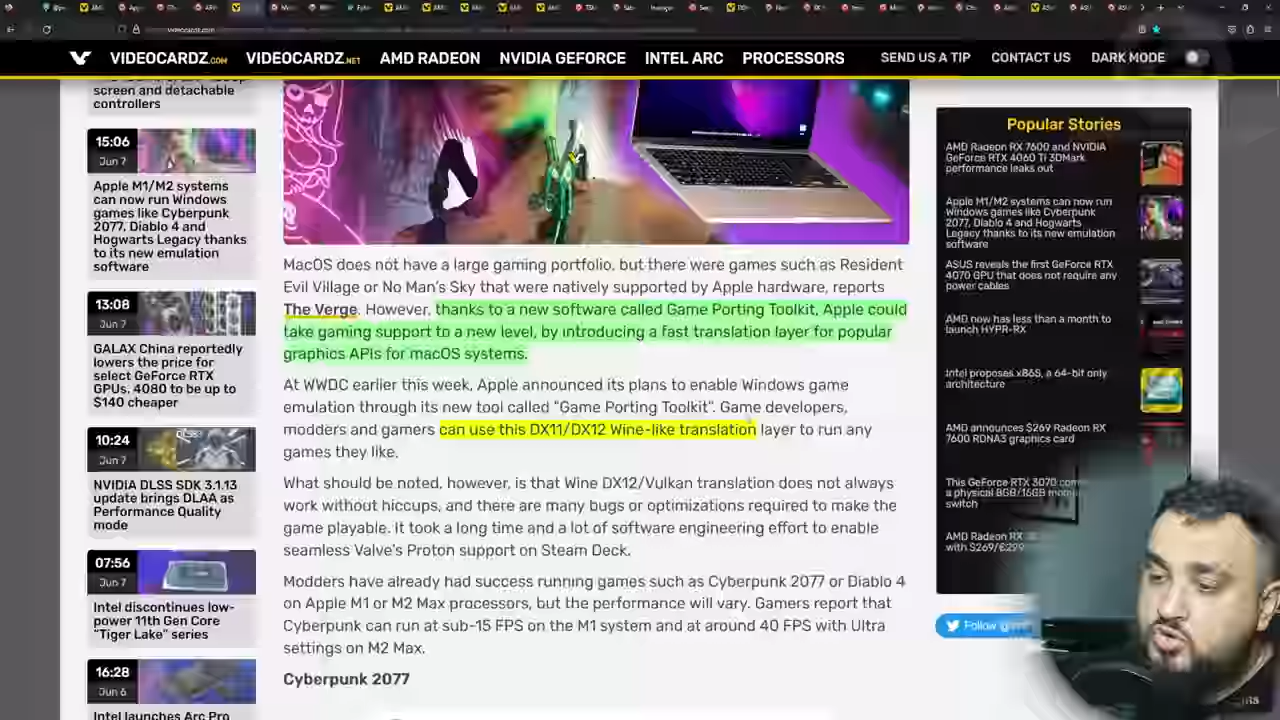 VIDEOCARDZ.COM VIDEOCARDZ.NET AMD RADEON NVIDIA GEFORCE INTEL ARC PROCESSORS SEND US A TIP CONTACT US DARK MODE
screen and detachable
controllers
15:06
Jun 7
Apple M1/M2 systems
can now run Windows
games like Cyberpunk
2077, Diablo 4 and
Hogwarts Legacy thanks
to its new emulation
software
13:08
Jun 7
GALAX China reportedly
lowers the price for
select GeForce RTX
GPUs, 4080 to be up to
$140 cheaper
10:24
Jun 7
NVIDIA DLSS SDK 3.1.13
update brings DLAA as
Performance Quality
mode
07:56
Jun 7
Intel discontinues low-
power 11th Gen Core
“Tiger Lake” series
16:28
Jun 6
Intel launches Arc Pro
MacOS does not have a large gaming portfolio, but there were games such as Resident
Evil Village or No Man’s Sky that were natively supported by Apple hardware, reports
The Verge. However, thanks to a new software called Game Porting Toolkit, Apple could
take gaming support to a new level, by introducing a fast translation layer for popular
graphics APIs for macOS systems.
At WWDC earlier this week, Apple announced its plans to enable Windows game
emulation through its new tool called “Game Porting Toolkit”. Game developers,
modders and gamers can use this DX11/DX12 Wine-like translation layer to run any
games they like.
What should be noted, however, is that Wine DX12/Vulkan translation does not always
work without hiccups, and there are many bugs or optimizations required to make the
game playable. It took a long time and a lot of software engineering effort to enable
seamless Valve’s Proton support on Steam Deck.
Modders have already had success running games such as Cyberpunk 2077 or Diablo 4
on Apple M1 or M2 Max processors, but the performance will vary. Gamers report that
Cyberpunk can run at sub-15 FPS on the M1 system and at around 40 FPS with Ultra
settings on M2 Max.
Cyberpunk 2077
Popular Stories
AMD Radeon RX 7600 and NVIDIA
GeForce RTX 4060 Ti 3DMark
performance leaks out
Apple M1/M2 systems can now run
Windows games like Cyberpunk
2077, Diablo 4 and Hogwarts
Legacy thanks to its new emulation
software
ASUS reveals the first GeForce RTX
4070 GPU that does not require any
power cables
AMD now has less than a month to
launch HYPR-RX
Intel proposes x86S, a 64-bit only
architecture
AMD announces $269 Radeon RX
7600 RDNA3 graphics card
This GeForce RTX 3070
a physical 8GB/16GB
switch
AMD Radeon RX
with $269/€299
Follow